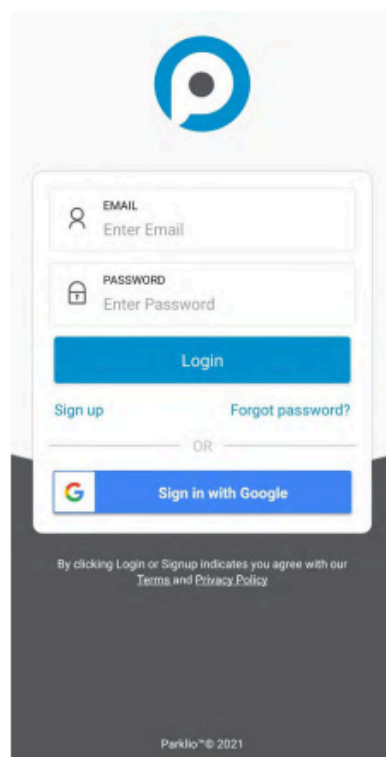 EMAIL
Enter Email
PASSWORD
Enter Password
Login
Sign up Forgot password?
OR
Sign in with Google
By clicking Login or Signup indicates you agree with our
Terms and Privacy Policy
Parklio™© 2021